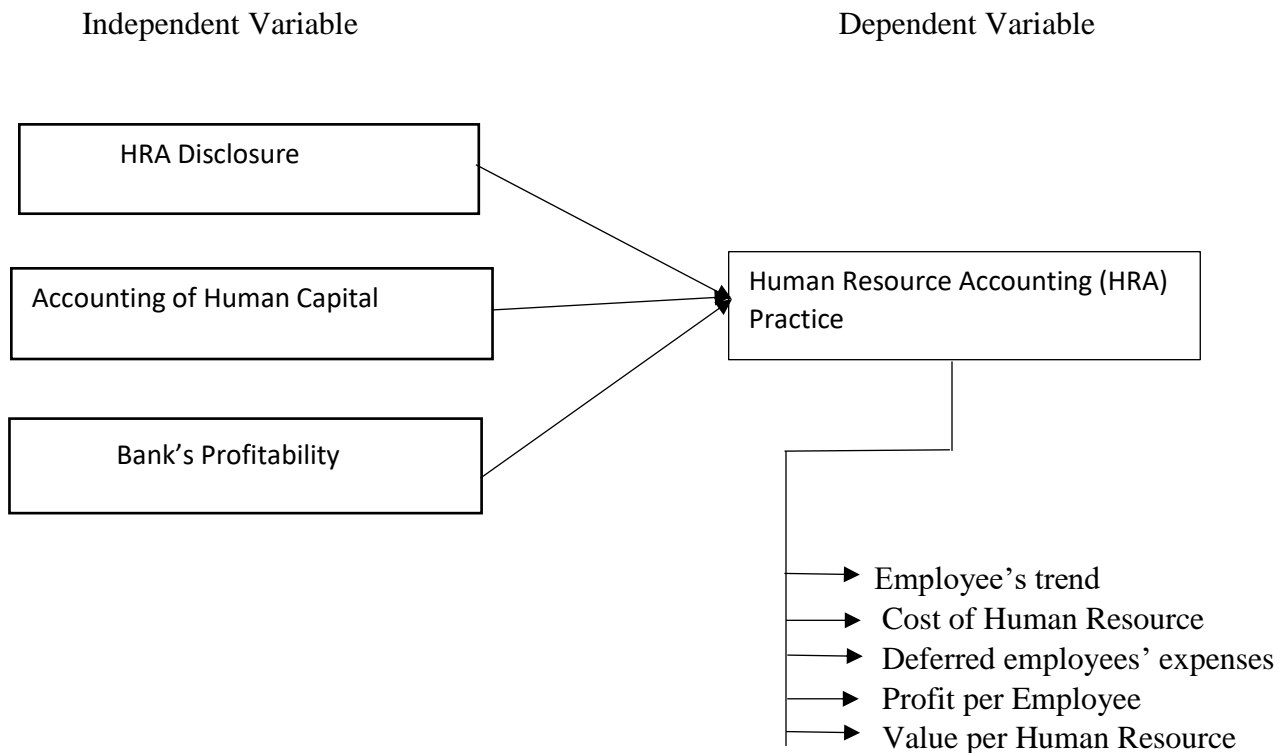 Independent Variable
Dependent Variable
HRA Disclosure
Accounting of Human Capital
Bank’s Profitability
Human Resource Accounting (HRA)
Practice
Employee’s trend
Cost of Human Resource
Deferred employees’ expenses
Profit per Employee
Value per Human Resource